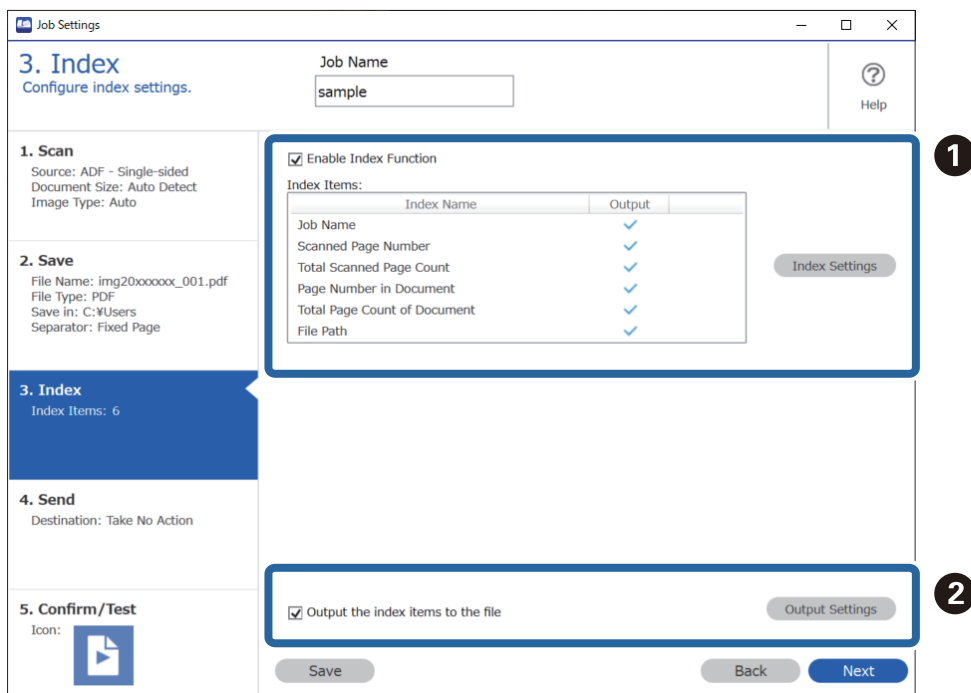 Job Settings
3. Index
Configure index settings.
Job Name
sample
Help
1. Scan
Source: ADF - Single-sided
Document Size: Auto Detect
Image Type: Auto
2. Save
File Name: img20xxxxxx_001.pdf
File Type: PDF
Save in: C:¥Users
Separator: Fixed Page
3. Index
Index Items: 6
4. Send
Destination: Take No Action
5. Confirm/Test
Icon:
1
Enable Index Function
Index Items:
Index Name Output
Job Name
Scanned Page Number
Total Scanned Page Count
Page Number in Document
Total Page Count of Document
File Path
Index Settings
2
Output the index items to the file
Output Settings
Save
Back
Next